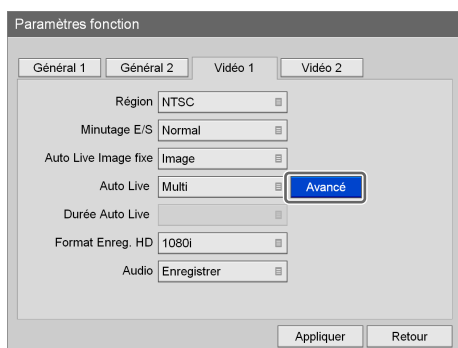 Paramètres fonction
Général 1 Général 2 Vidéo 1 Vidéo 2
Région NTSC
Minutage E/S Normal
Auto Live Image fixe Image
Auto Live Multi Avancé
Durée Auto Live
Format Enreg. HD 1080i
Audio Enregistrer
Appliquer Retour